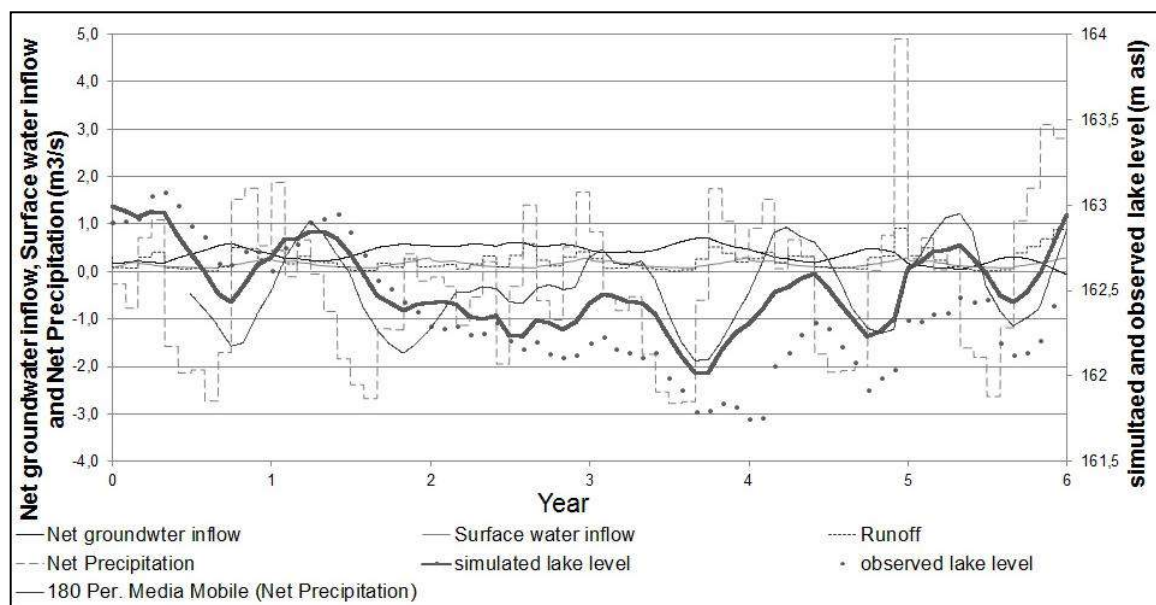 Net groundwater inflow, Surface water inflow
and Net Precipitation (m3/s)
5,0
4,0
3,0
2,0
1,0
0,0
-1,0
-2,0
-3,0
-4,0
0
1
2
3
4
5
6
Year
164
163,5
163
162,5
162
161,5
simultaed and observed lake level (m asl)
Net groundwter inflow
Surface water inflow
Runoff
Net Precipitation
simulated lake level
observed lake level
180 Per. Media Mobile (Net Precipitation)